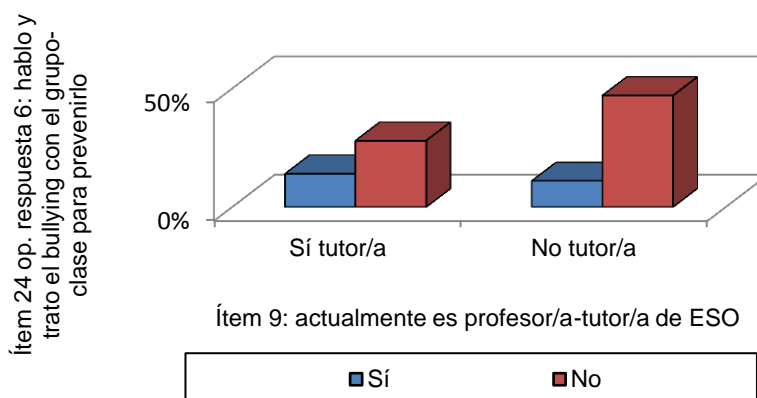 Ítem 24 op. respuesta 6: hablo y
trato el bullying con el grupo-
clase para prevenirlo
50%
0%
Sí tutor/a
No tutor/a
Ítem 9: actualmente es profesor/a-tutor/a de ESO
Sí
No